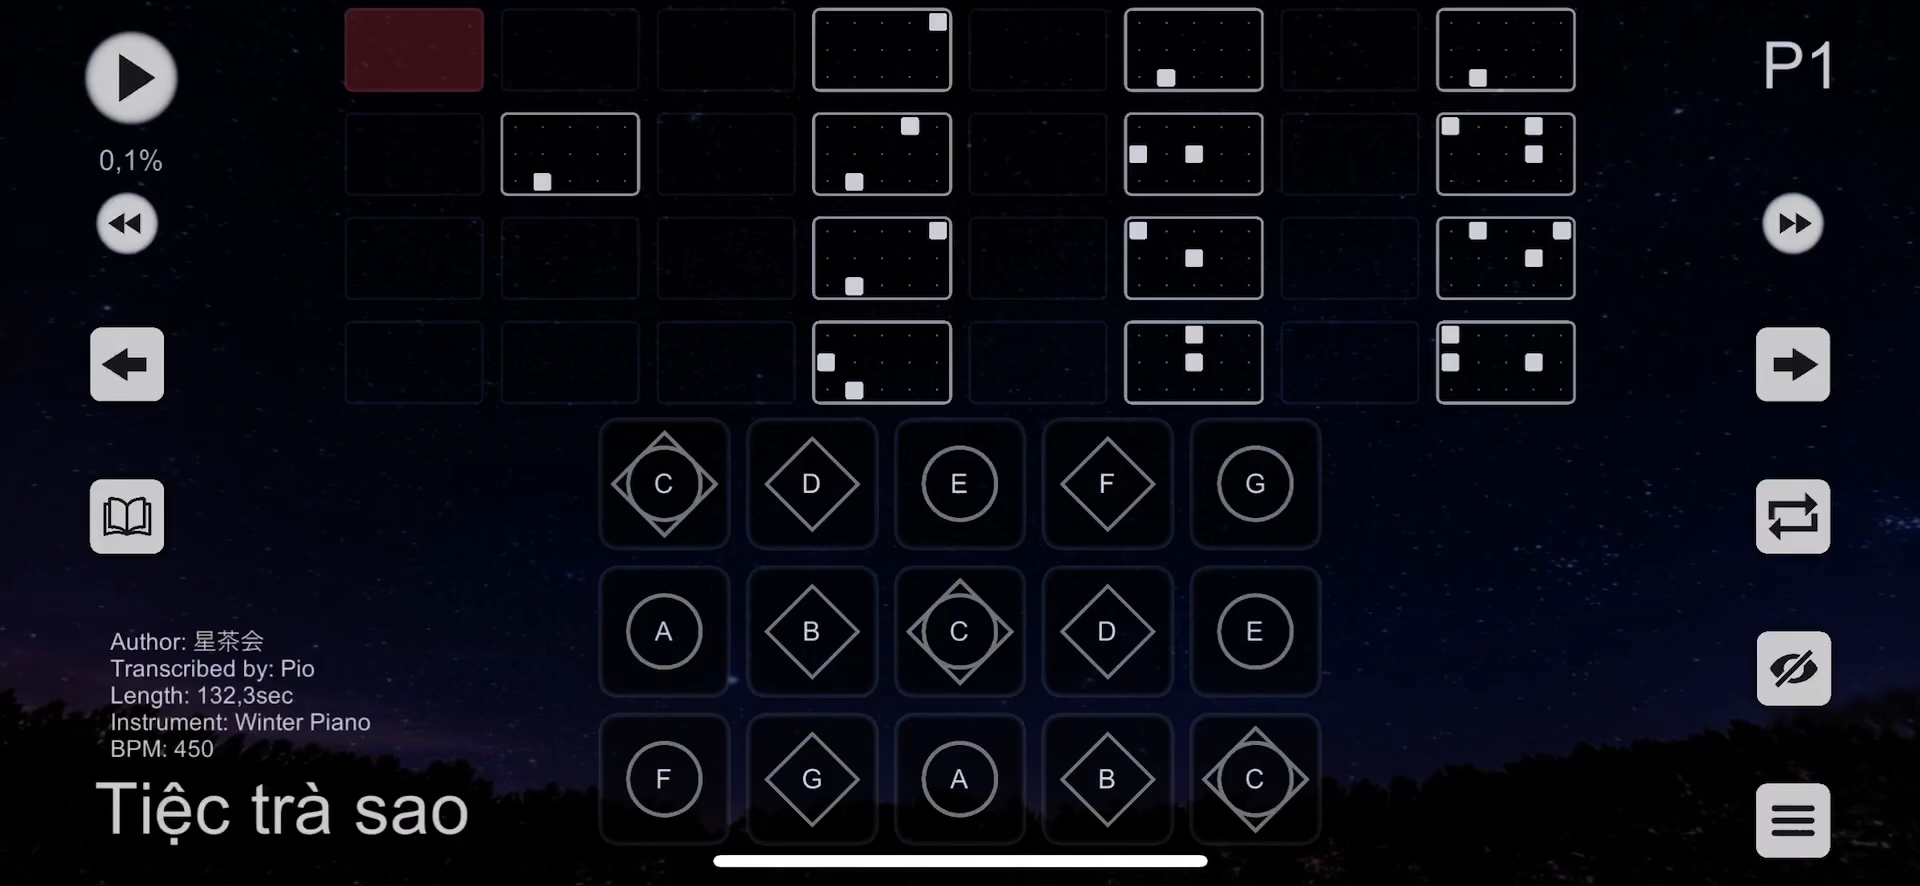 P1
0,1%
C D E F G
A B C D E
F G A B C
Author: 星茶会
Transcribed by: Pio
Length: 132,3sec
Instrument: Winter Piano
BPM: 450
Tiệc trà sao